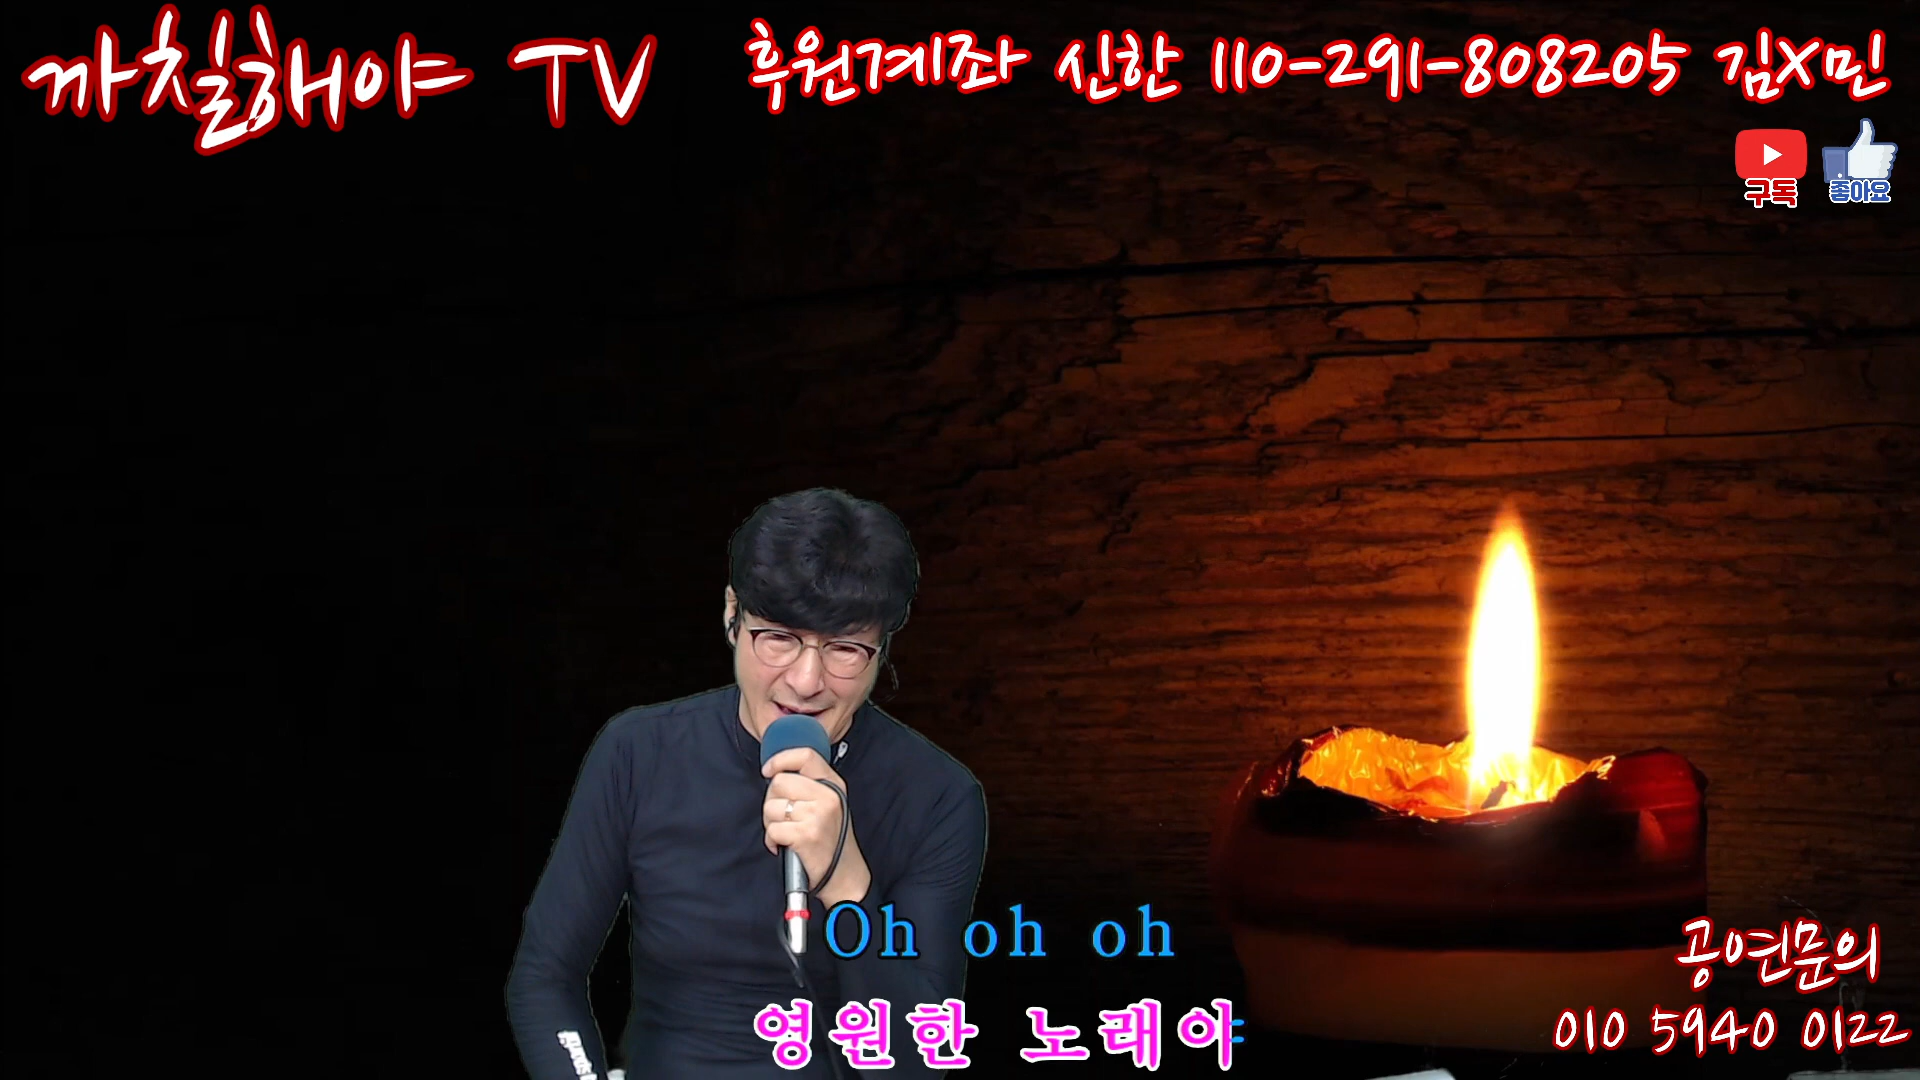 까칠해야 TV
후원계좌 신한 110-291-808205 김X민
구독
좋아요
Oh oh oh
영원한 노래야
공연문의
010 5940 0122